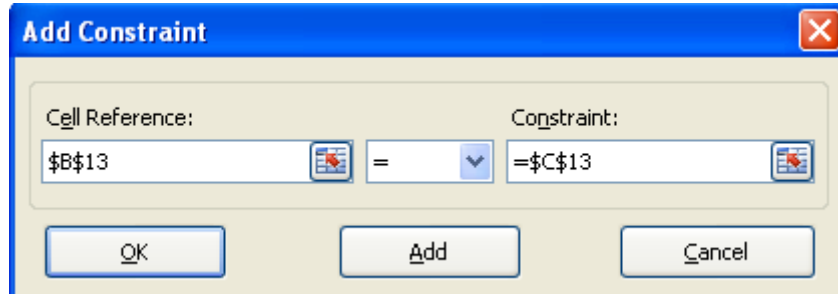 Add Constraint
Cell Reference:
Constraint:
$B$13
=
=$C$13
OK
Add
Cancel